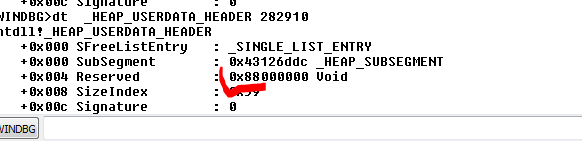 +0x00c Signature : 0
WINDBG>dt _HEAP_USERDATA_HEADER 282910
ntdll!_HEAP_USERDATA_HEADER
+0x000 SFreeListEntry : _SINGLE_LIST_ENTRY
+0x000 SubSegment : 0x43126ddc _HEAP_SUBSEGMENT
+0x004 Reserved : 0x88000000 Void
+0x008 SizeIndex : 0x59
+0x00c Signature : 0
WINDBG